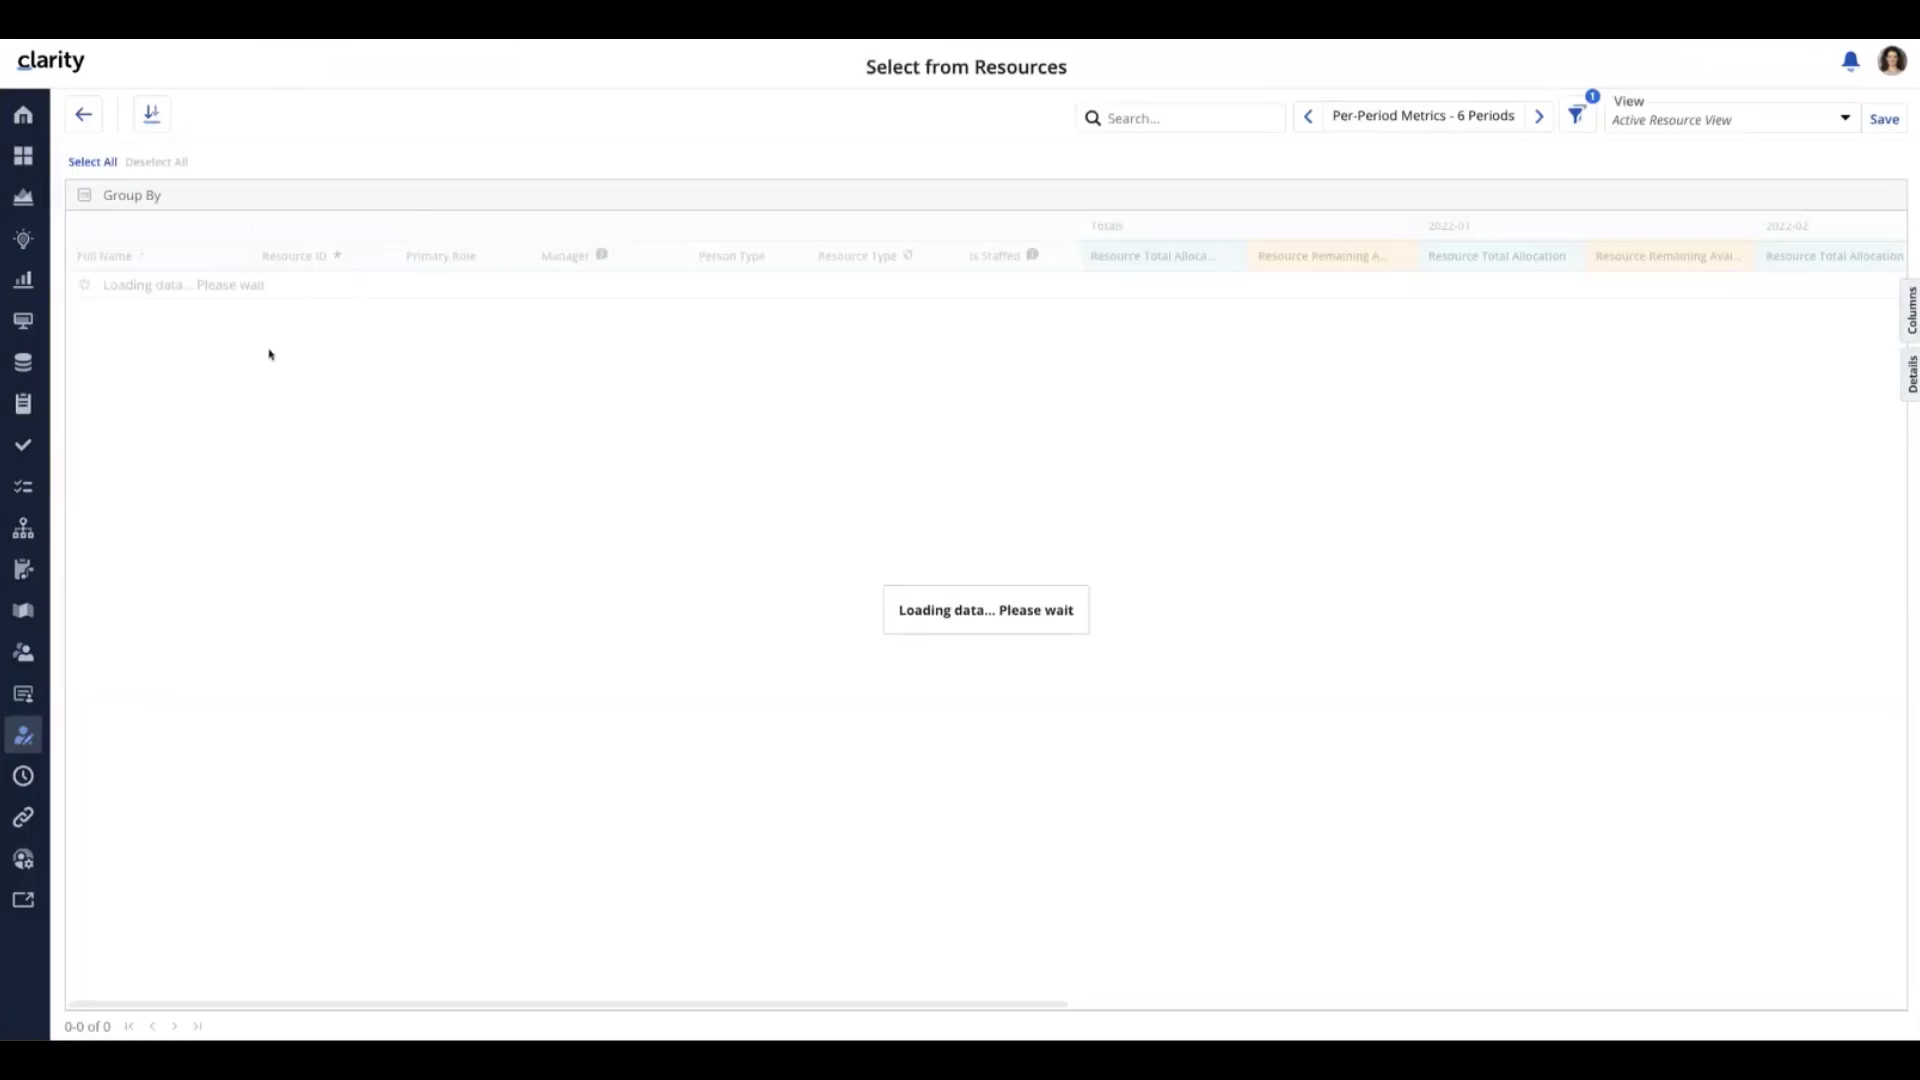 clarity
Select from Resources
Search...
Per-Period Metrics - 6 Periods
1
View
Active Resource View
Save
Select All Deselect All
Group By
Totals 2022-01 2022-02
Full Name Resource ID Primary Role Manager Person Type Resource Type Is Staffed Resource Total Alloca... Resource Remaining A... Resource Total Allocation Resource Remaining Avai... Resource Total Allocation
Loading data... Please wait
Columns
Details
Loading data... Please wait
0-0 of 0